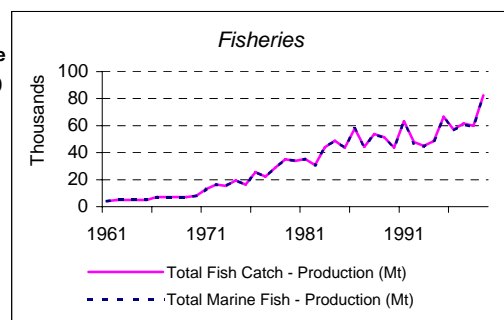 e
)
Fisheries
Thousands
100
80
60
40
20
0
1961 1971 1981 1991
Total Fish Catch - Production (Mt)
Total Marine Fish - Production (Mt)